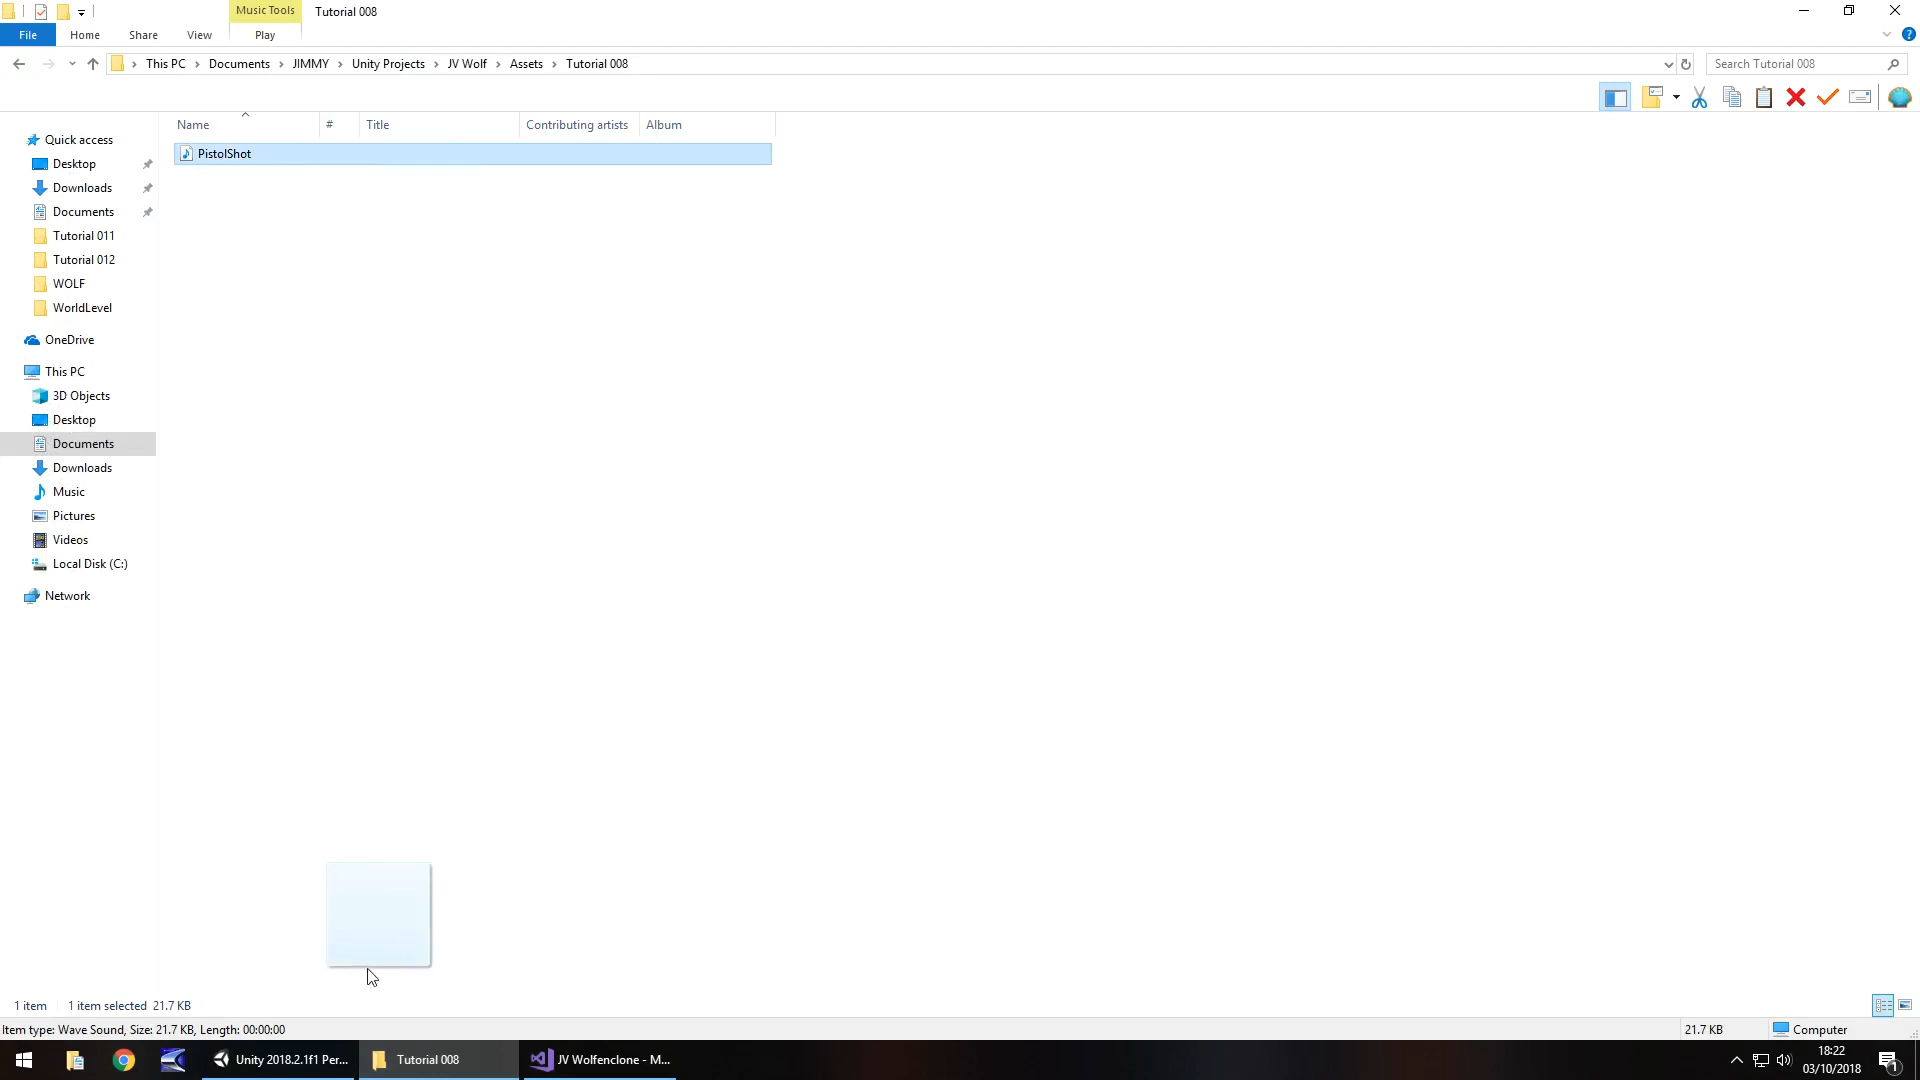 Music Tools
Tutorial 008
File
Home
Share
View
Play
This PC
Documents
JIMMY
Unity Projects
JV Wolf
Assets
Tutorial 008
Search Tutorial 008
Name
#
Title
Contributing artists
Album
PistolShot
Quick access
Desktop
Downloads
Documents
Tutorial 011
Tutorial 012
WOLF
WorldLevel
OneDrive
This PC
3D Objects
Desktop
Documents
Downloads
Music
Pictures
Videos
Local Disk (C:)
Network
1 item
1 item selected 21.7 KB
Item type: Wave Sound, Size: 21.7 KB, Length: 00:00:00
21.7 KB
Computer
Unity 2018.2.1f1 Per...
Tutorial 008
JV Wolfenclone - M...
18:22
03/10/2018
1